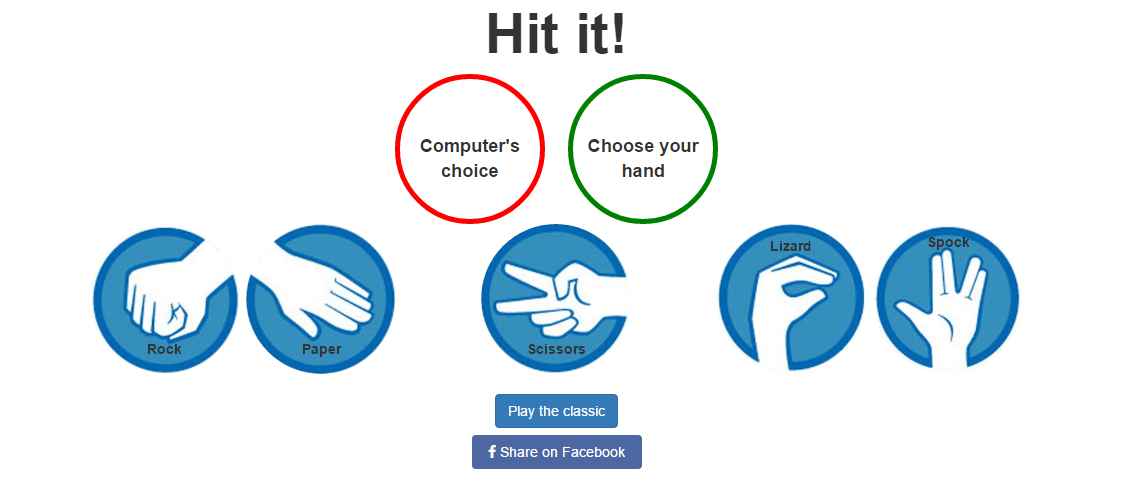 Hit it!
Computer's
choice
Choose your
hand
Rock
Paper
Scissors
Lizard
Spock
Play the classic
Share on Facebook